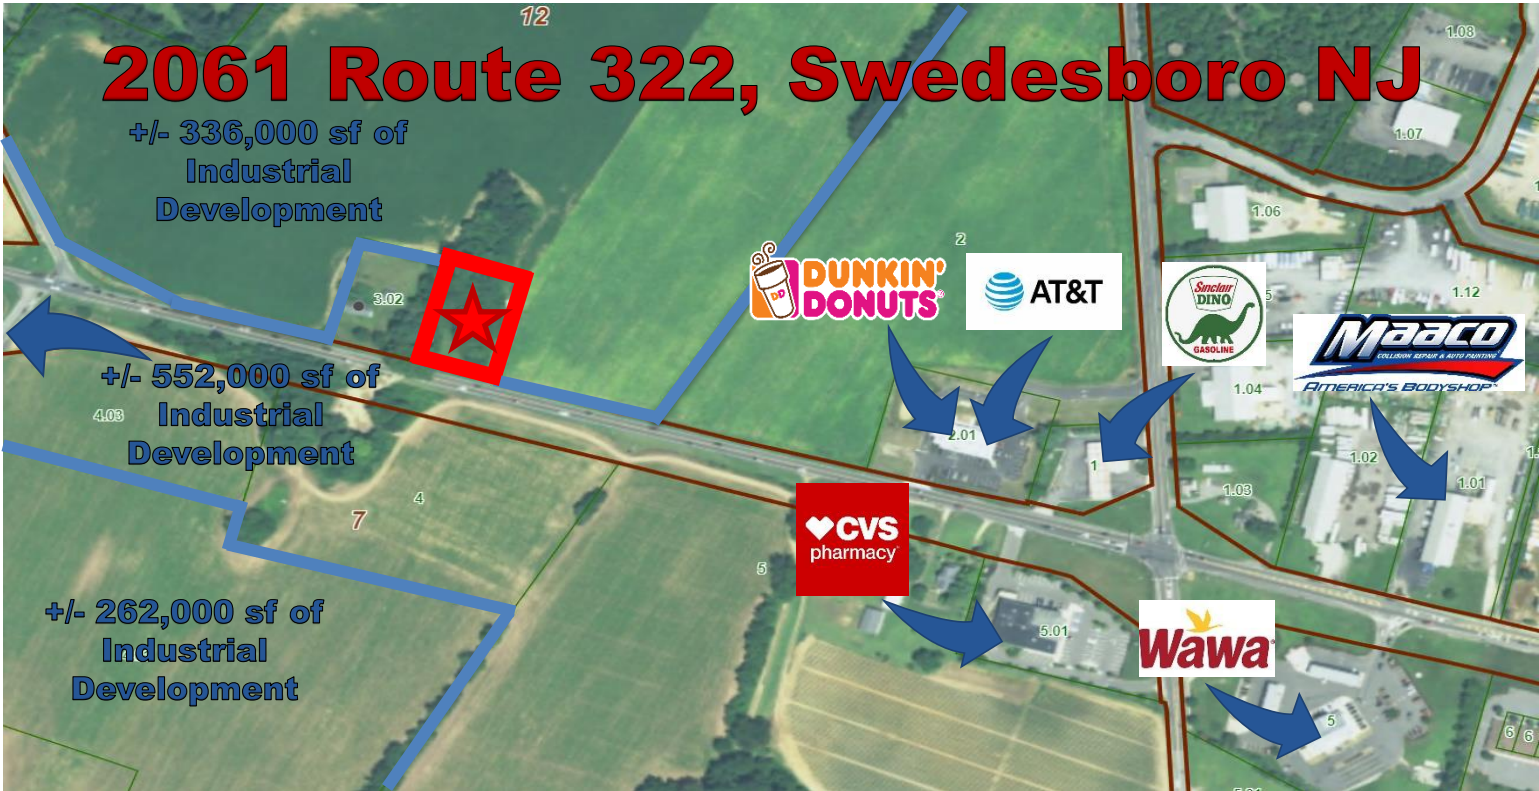 12
2061 Route 322, Swedesboro NJ
1.08
+/- 336,000 sf of
Industrial
Development
1.07
1.06
2
3.02
DUNKIN'
DONUTS
DD
AT&T
Sinclair
DINO
GASOLINE
5
1.12
Maaco
COLLISION REPAIR & AUTO PAINTING
AMERICA'S BODYSHOP
+/- 552,000 sf of
Industrial
Development
4.03
1.04
2.01
1
1.02
1.01
1.03
4
7
CVS
pharmacy
5
+/- 262,000 sf of
Industrial
Development
5.01
Wawa
5
6
6